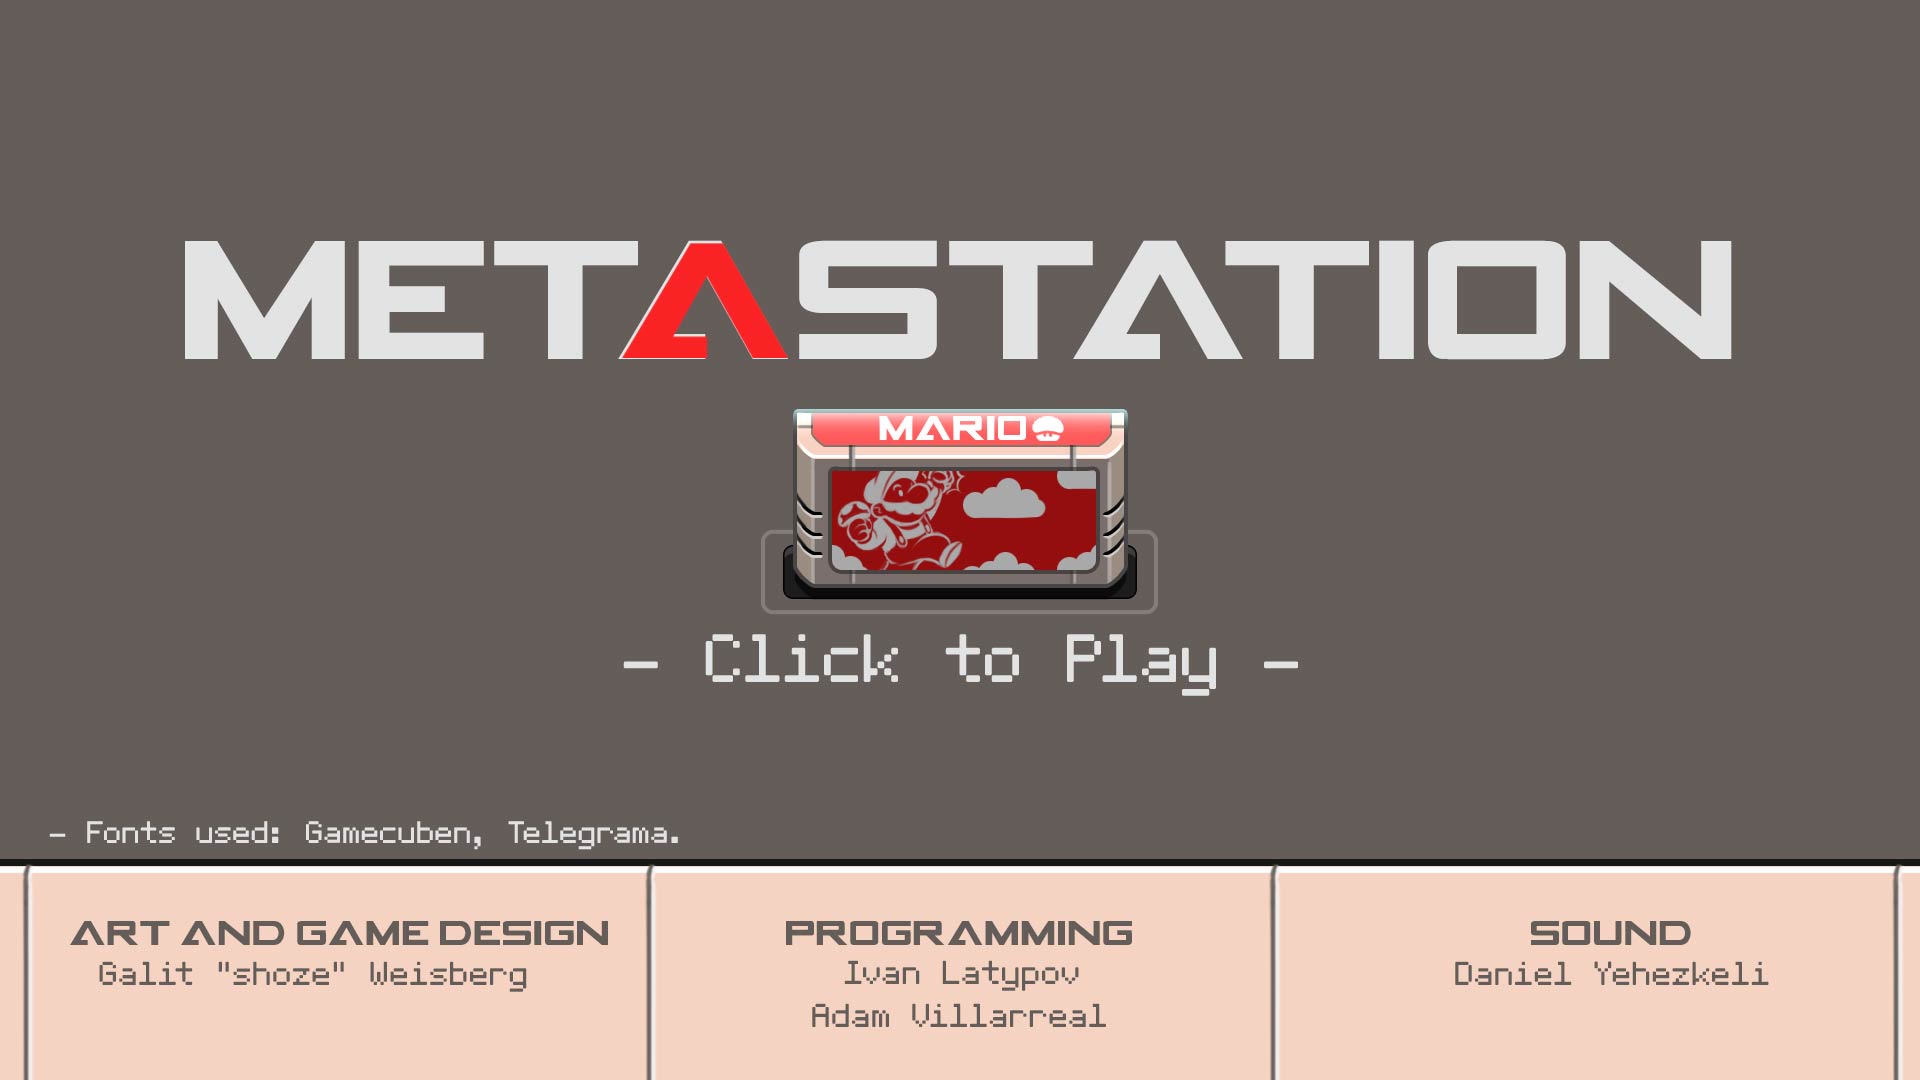 METASTATION
MARIO
- Click to Play -
- Fonts used: Gamecuben, Telegrama.
ART AND GAME DESIGN
Galit "shoze" Weisberg
PROGRAMMING
Ivan Latypov
Adam Villarreal
SOUND
Daniel Yehezkeli